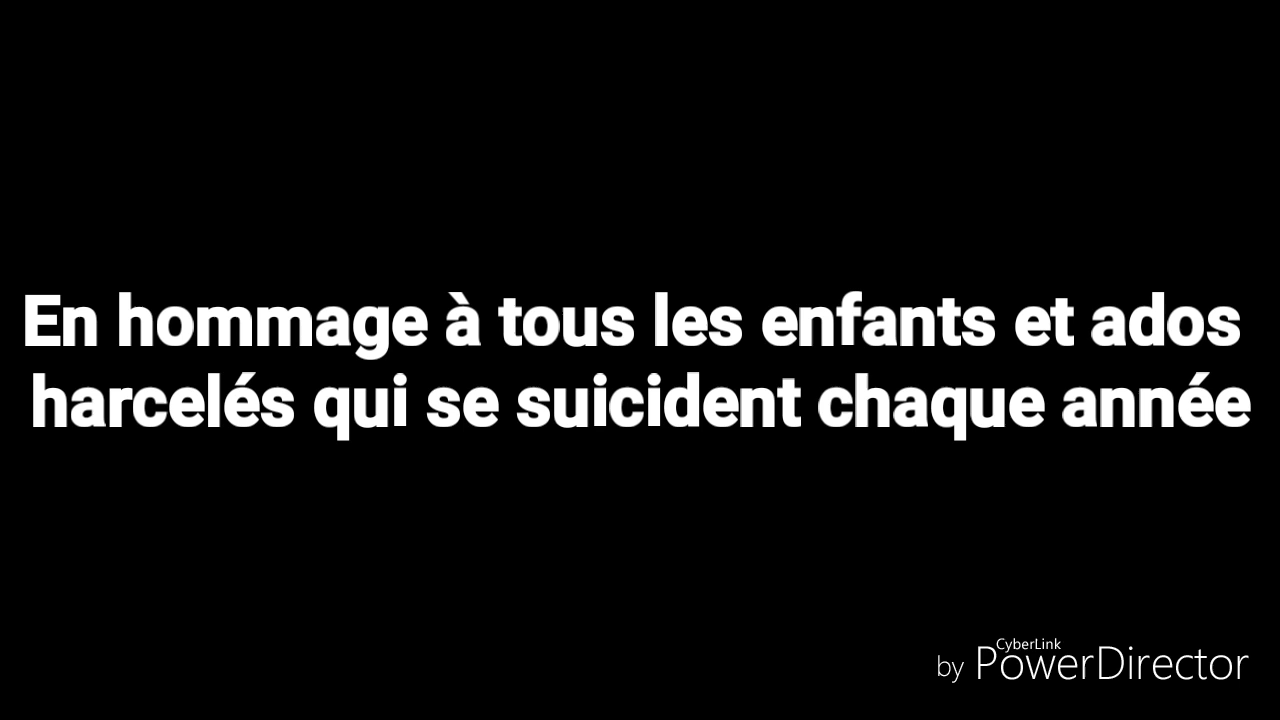 En hommage à tous les enfants et ados
harcelés qui se suicident chaque année
CyberLink
by PowerDirector